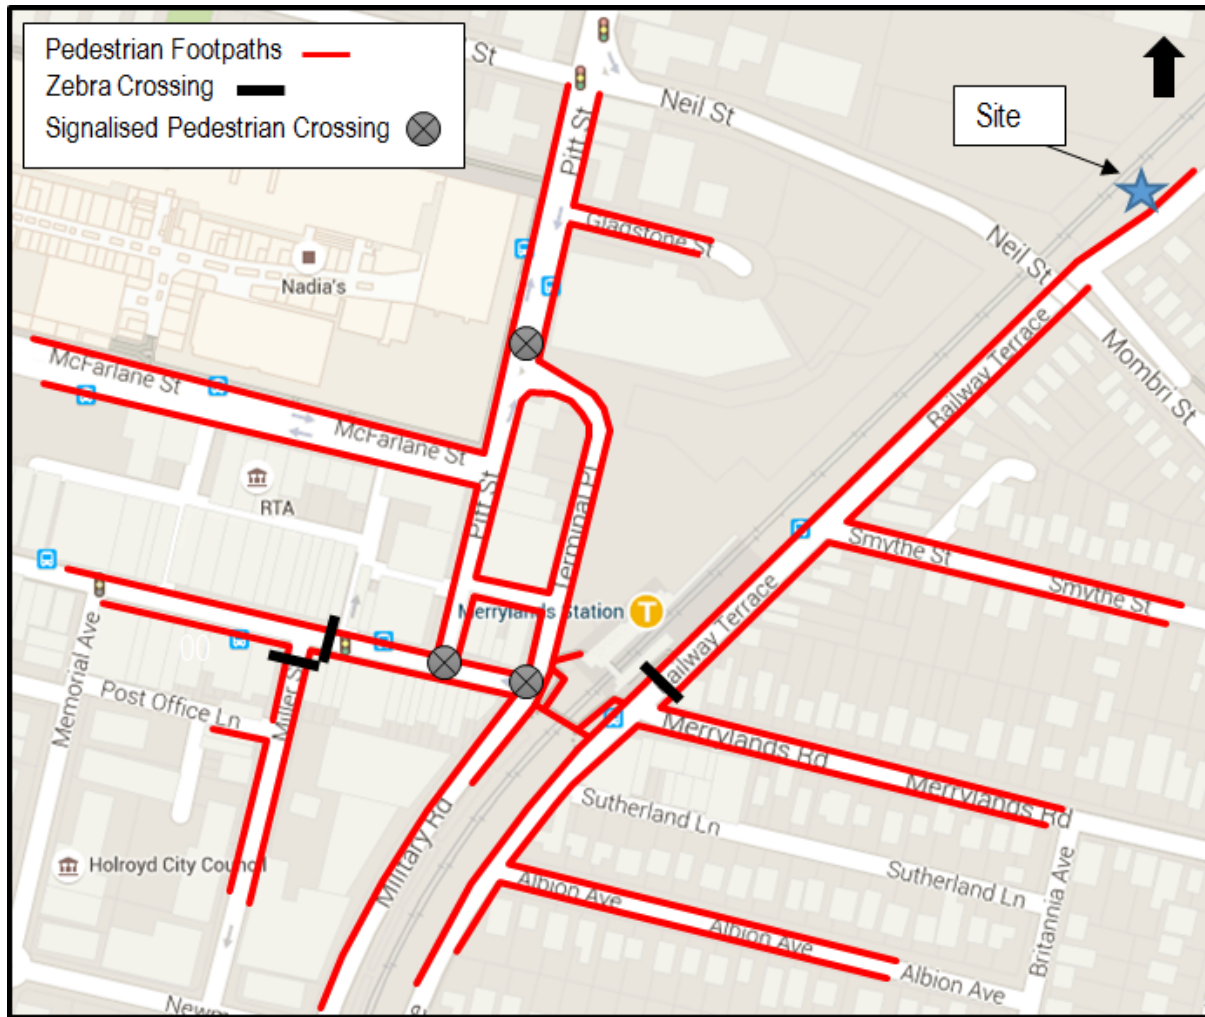 Pedestrian Footpaths
Zebra Crossing
Signalised Pedestrian Crossing
St
Neil St
Site
Pitt St
Gladstone St
Neil St
Nadia's
Mombri St
Railway Terrace
McFarlane St
McFarlane St
RTA
Pitt St
Terminal Pl
Smythe St
Smythe St
Merrylands Station
T
Railway Terrace
00
Memorial Ave
Post Office Ln
Miller St
Merrylands Rd
Merrylands Rd
Sutherland Ln
Sutherland Ln
Military Rd
Holroyd City Council
Albion Ave
Albion Ave
Albion Ave
Britannia Ave
Newm